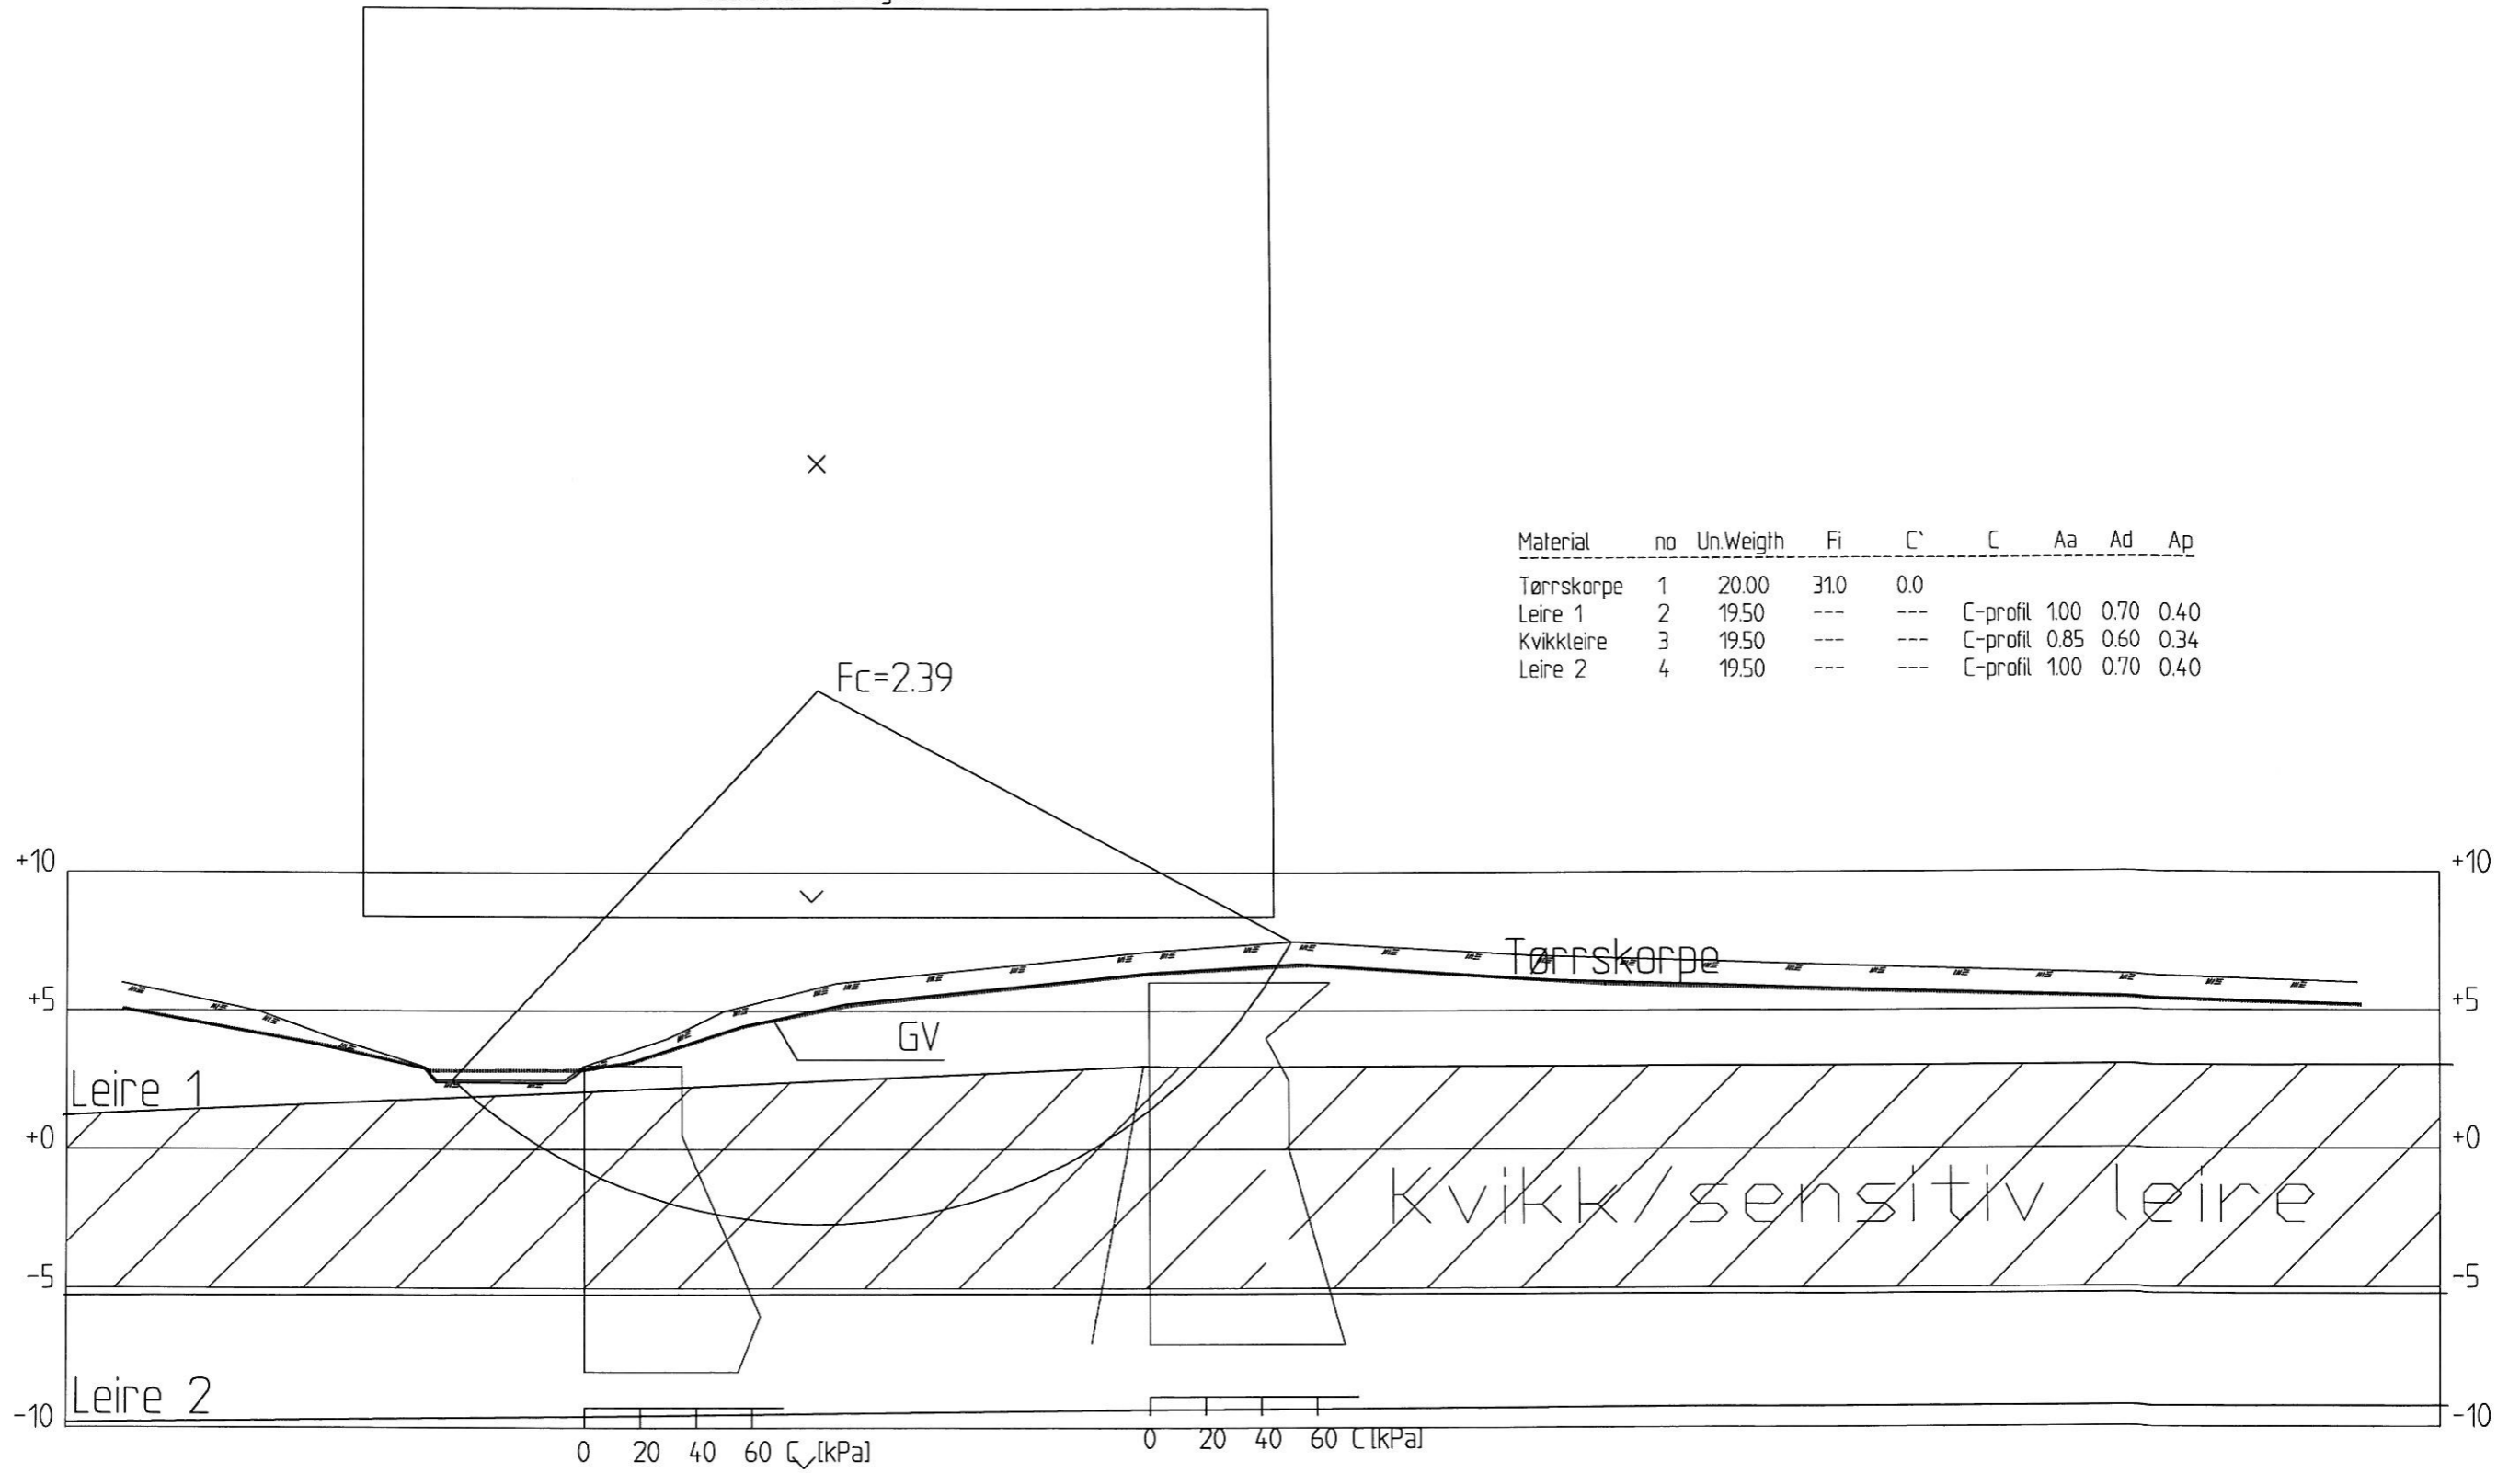 Material no Un.Weigth Fi C` C Aa Ad Ap
Tørrskorpe 1 20.00 31.0 0.0
Leire 1 2 19.50 --- --- C-profil 1.00 0.70 0.40
Kvikkleire 3 19.50 --- --- C-profil 0.85 0.60 0.34
Leire 2 4 19.50 --- --- C-profil 1.00 0.70 0.40
Fc=2.39
+10 +10
Tørrskorpe
+5 +5
GV
Leire 1
+0 +0
Kvikk/sensitiv leire
-5 -5
Leire 2
-10 -10
0 20 40 60 C [kPa]
0 20 40 60 C [kPa]